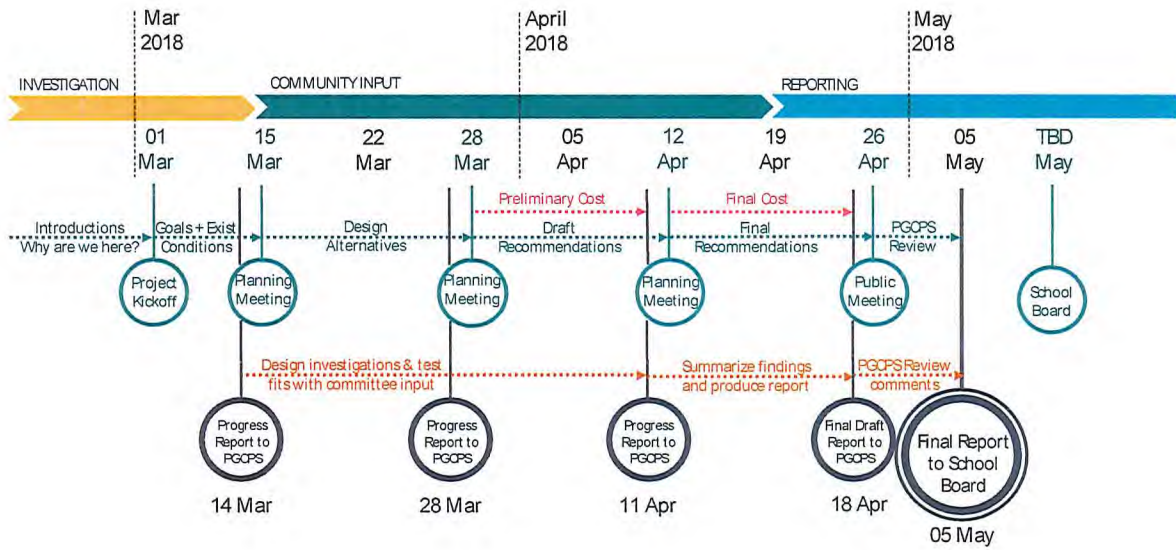 Mar
2018
April
2018
May
2018
INVESTIGATION
COMMUNITY INPUT
REPORTING
01
Mar
15
Mar
22
Mar
28
Mar
05
Apr
12
Apr
19
Apr
26
Apr
05
May
TBD
May
Preliminary Cost
Final Cost
Introductions
Why are we here?
Goals + Exist
Conditions
Design
Alternatives
Draft
Recommendations
Final
Recommendations
PGCPS
Review
Project
Kickoff
Planning
Meeting
Planning
Meeting
Planning
Meeting
Public
Meeting
School
Board
Design investigations & test
fits with committee input
Summarize findings
and produce report
PGCPS Review
comments
Progress
Report to
PGCPS
Progress
Report to
PGCPS
Progress
Report to
PGCPS
Final Draft
Report to
PGCPS
Final Report
to School
Board
14 Mar
28 Mar
11 Apr
18 Apr
05 May